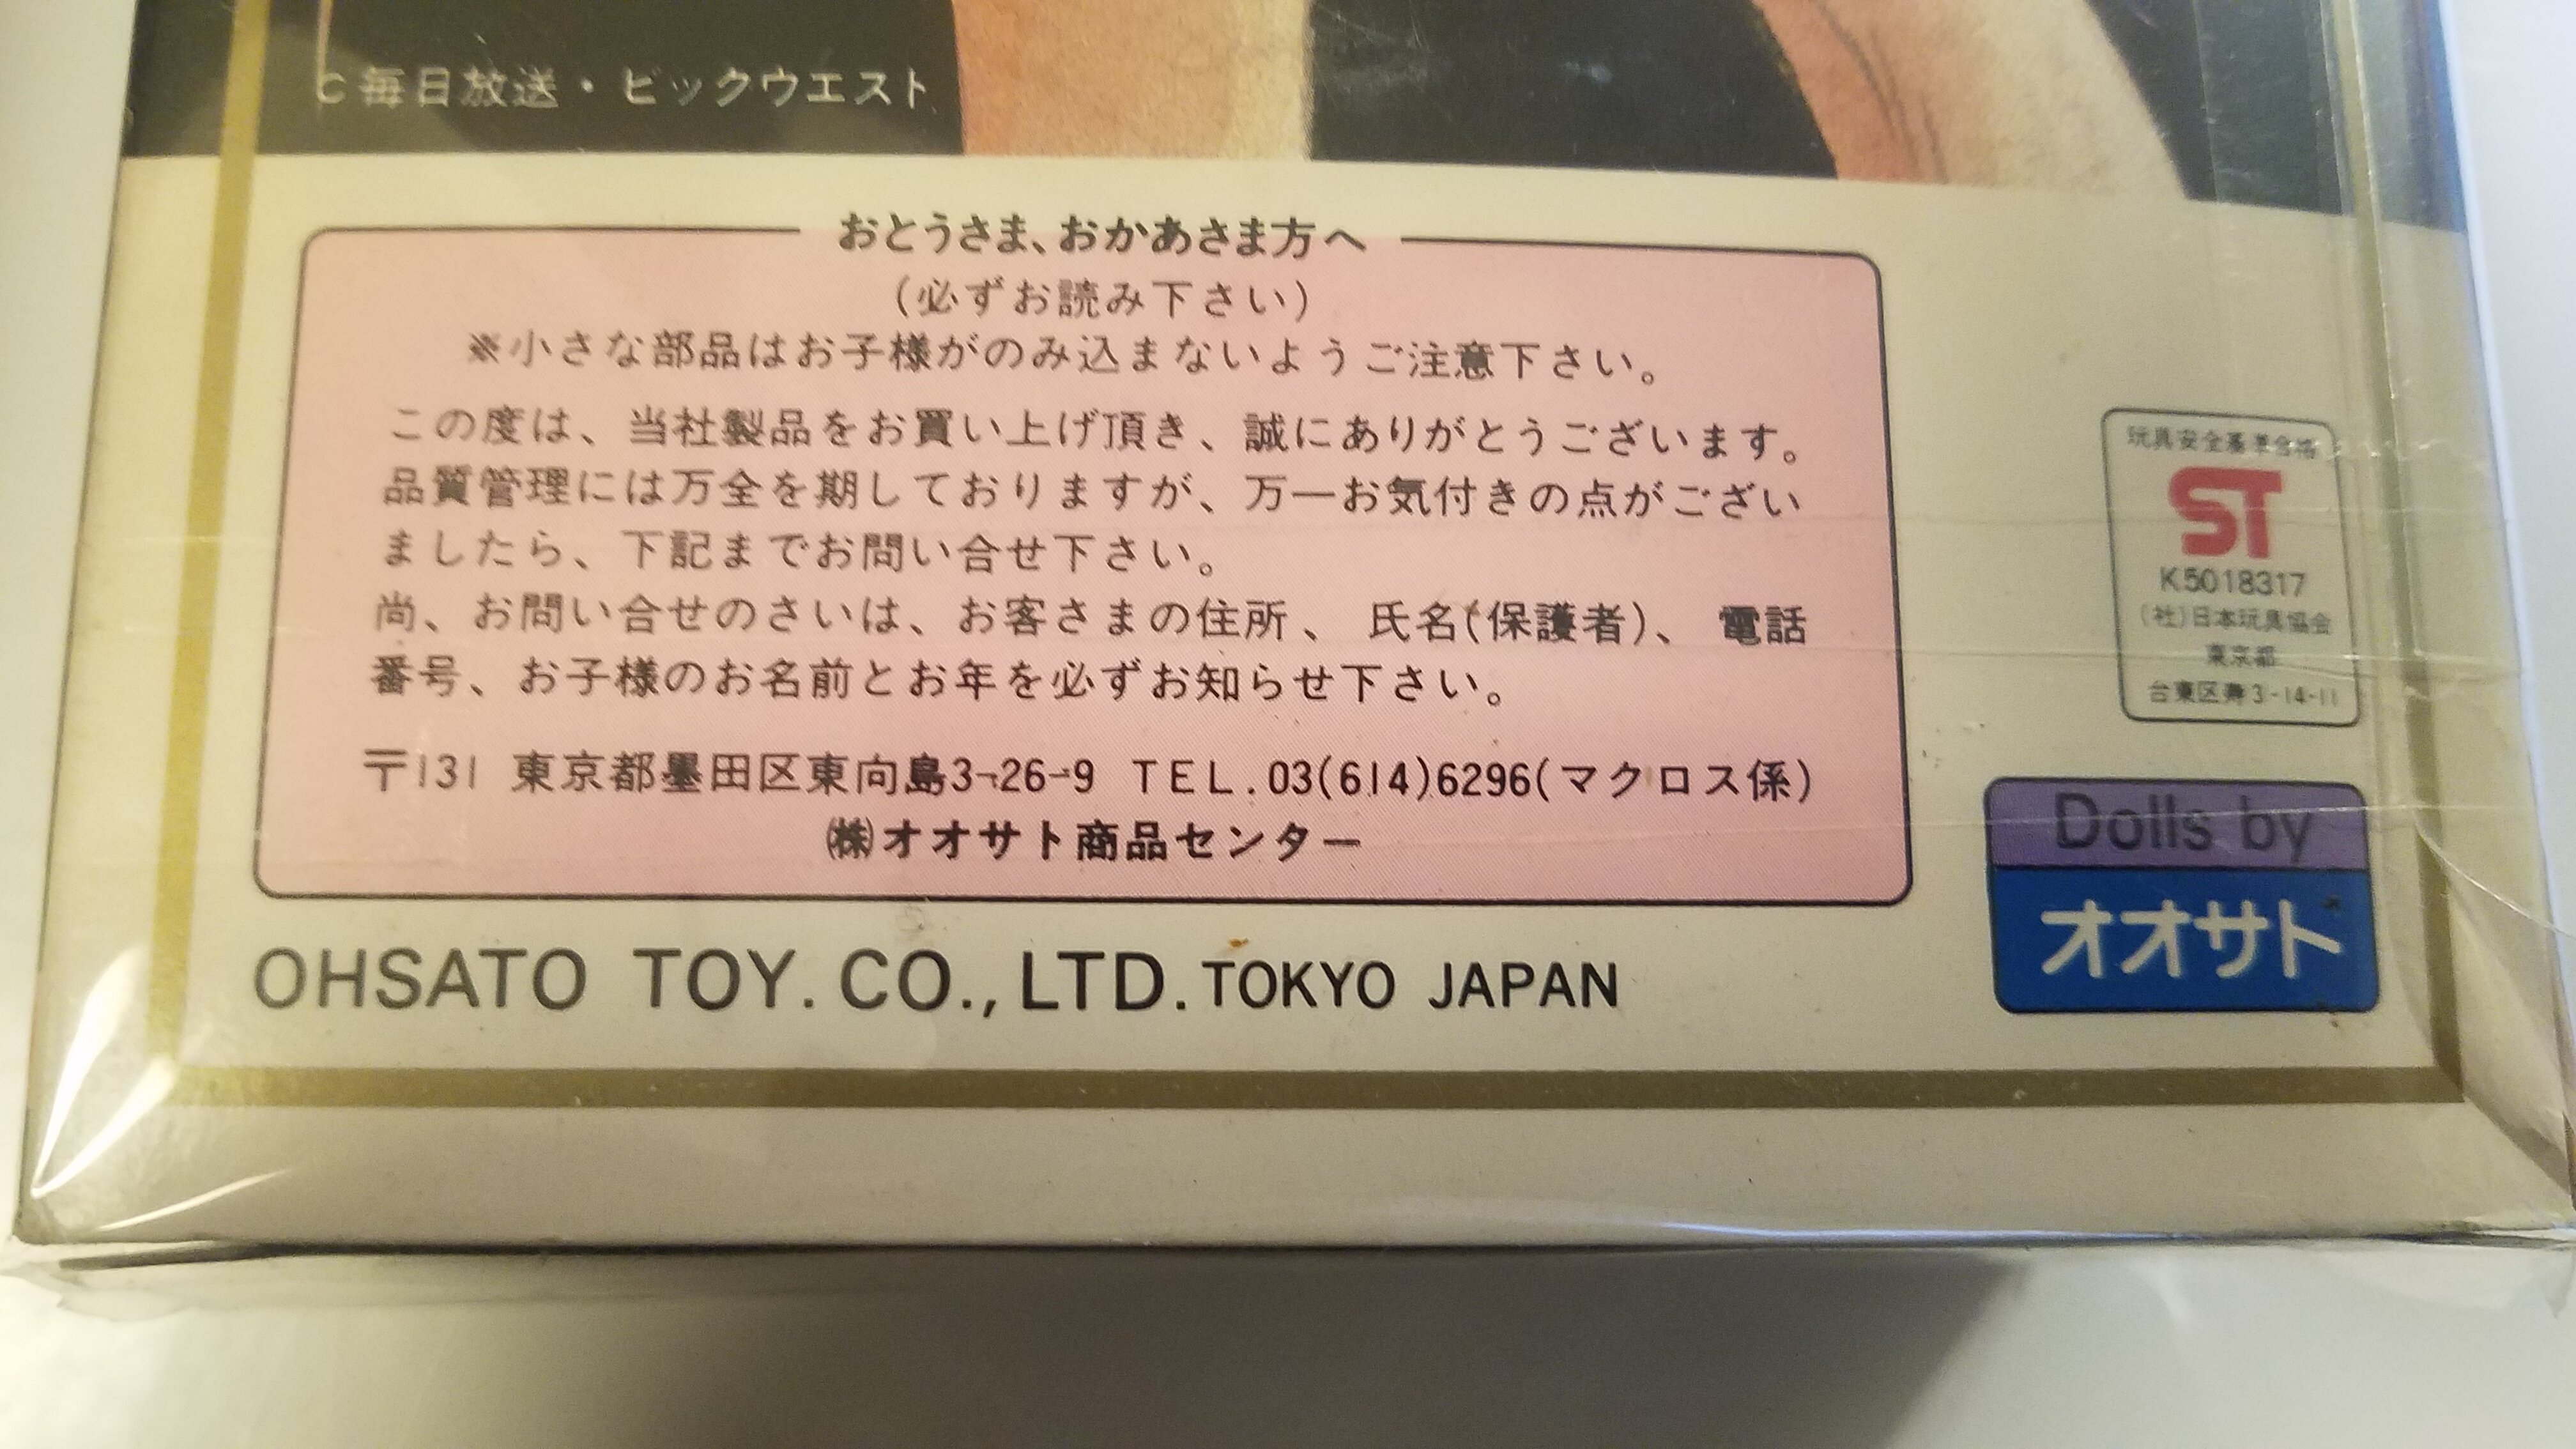 C 毎日放送・ビックウエスト
おとうさま、おかあさま方へ
(必ずお読み下さい)
※小さな部品はお子様がのみ込まないようご注意下さい。
この度は、当社製品をお買い上げ頂き、誠にありがとうございます。
品質管理には万全を期しておりますが、万一お気付きの点がござい
ましたら、下記までお問い合せ下さい。
尚、お問い合せのさいは、お客さまの住所、氏名(保護者)、電話
番号、お子様のお名前とお年を必ずお知らせ下さい。
〒131 東京都墨田区東向島3-26-9 TEL.03(614)6296(マクロス係)
㈱オオサト商品センター
玩具安全基準合格
ST
K5018317
(社)日本玩具協会
東京都
台東区寿3-14-11
Dolls by
オオサト
OHSATO TOY. CO., LTD. TOKYO JAPAN